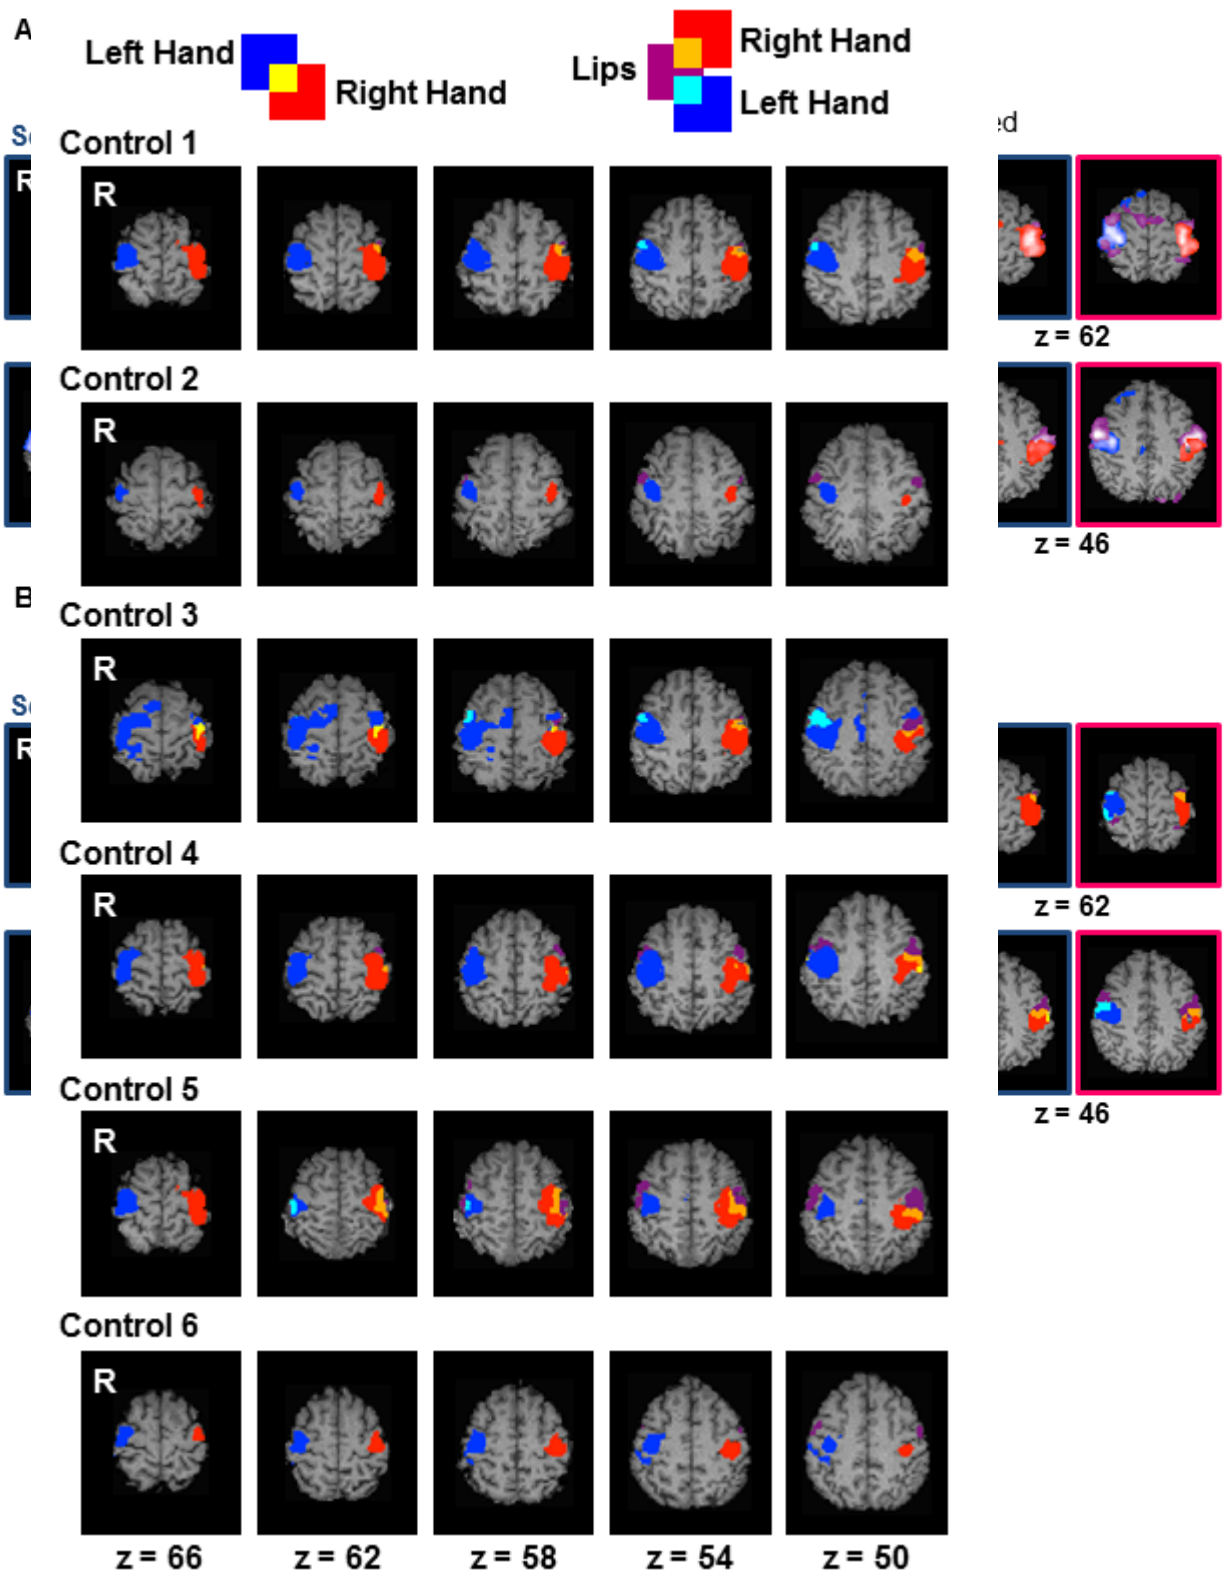 A
Left Hand
Right Hand
Lips
Right Hand
Left Hand
ed
Control 1
R
R
z = 62
Control 2
R
z = 46
B
Control 3
R
R
z = 62
Control 4
R
z = 46
Control 5
R
Control 6
R
z = 66
z = 62
z = 58
z = 54
z = 50